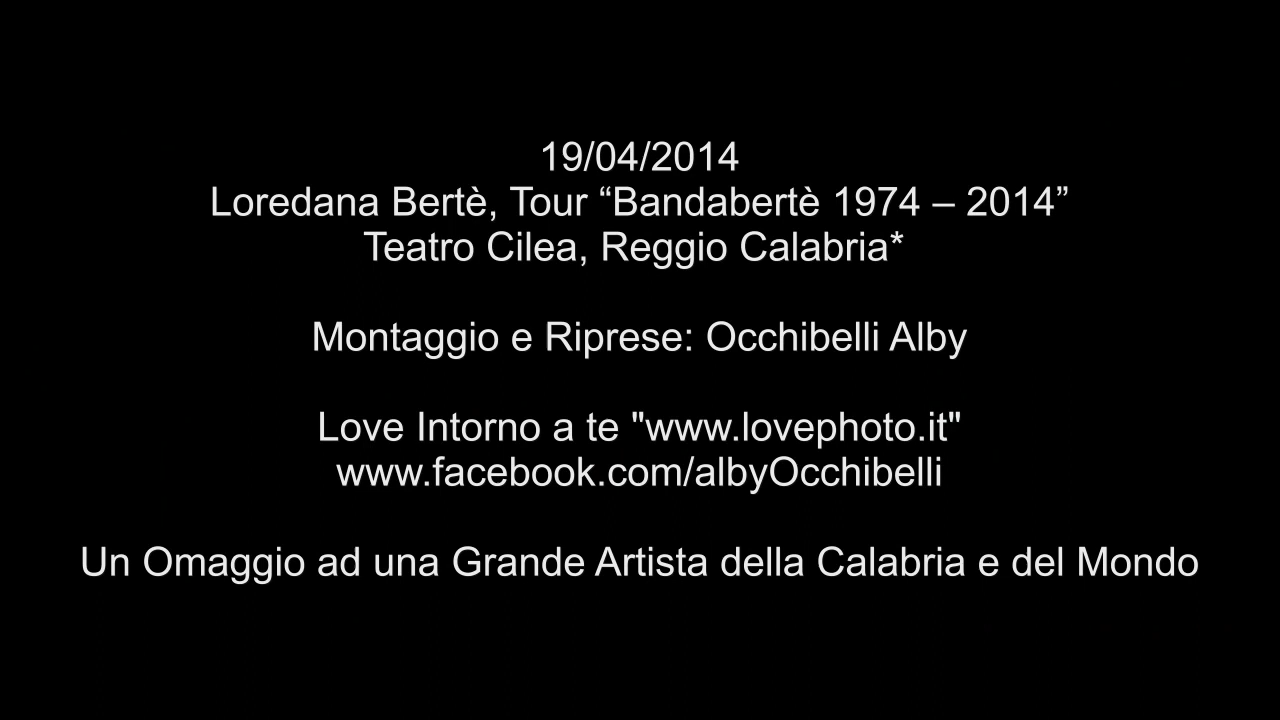 19/04/2014
Loredana Bertè, Tour “Bandabertè 1974 – 2014”
Teatro Cilea, Reggio Calabria*
Montaggio e Riprese: Occhibelli Alby
Love Intorno a te "www.lovephoto.it"
www.facebook.com/albyOcchibelli
Un Omaggio ad una Grande Artista della Calabria e del Mondo